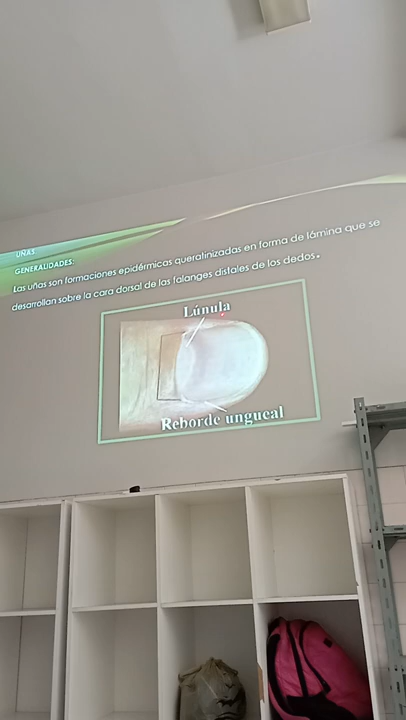 UÑAS
GENERALIDADES:
Las uñas son formaciones epidérmicas queratinizadas en forma de lámina que se
desarrollan sobre la cara dorsal de las falanges distales de los dedos.
Lúnula
Reborde ungueal